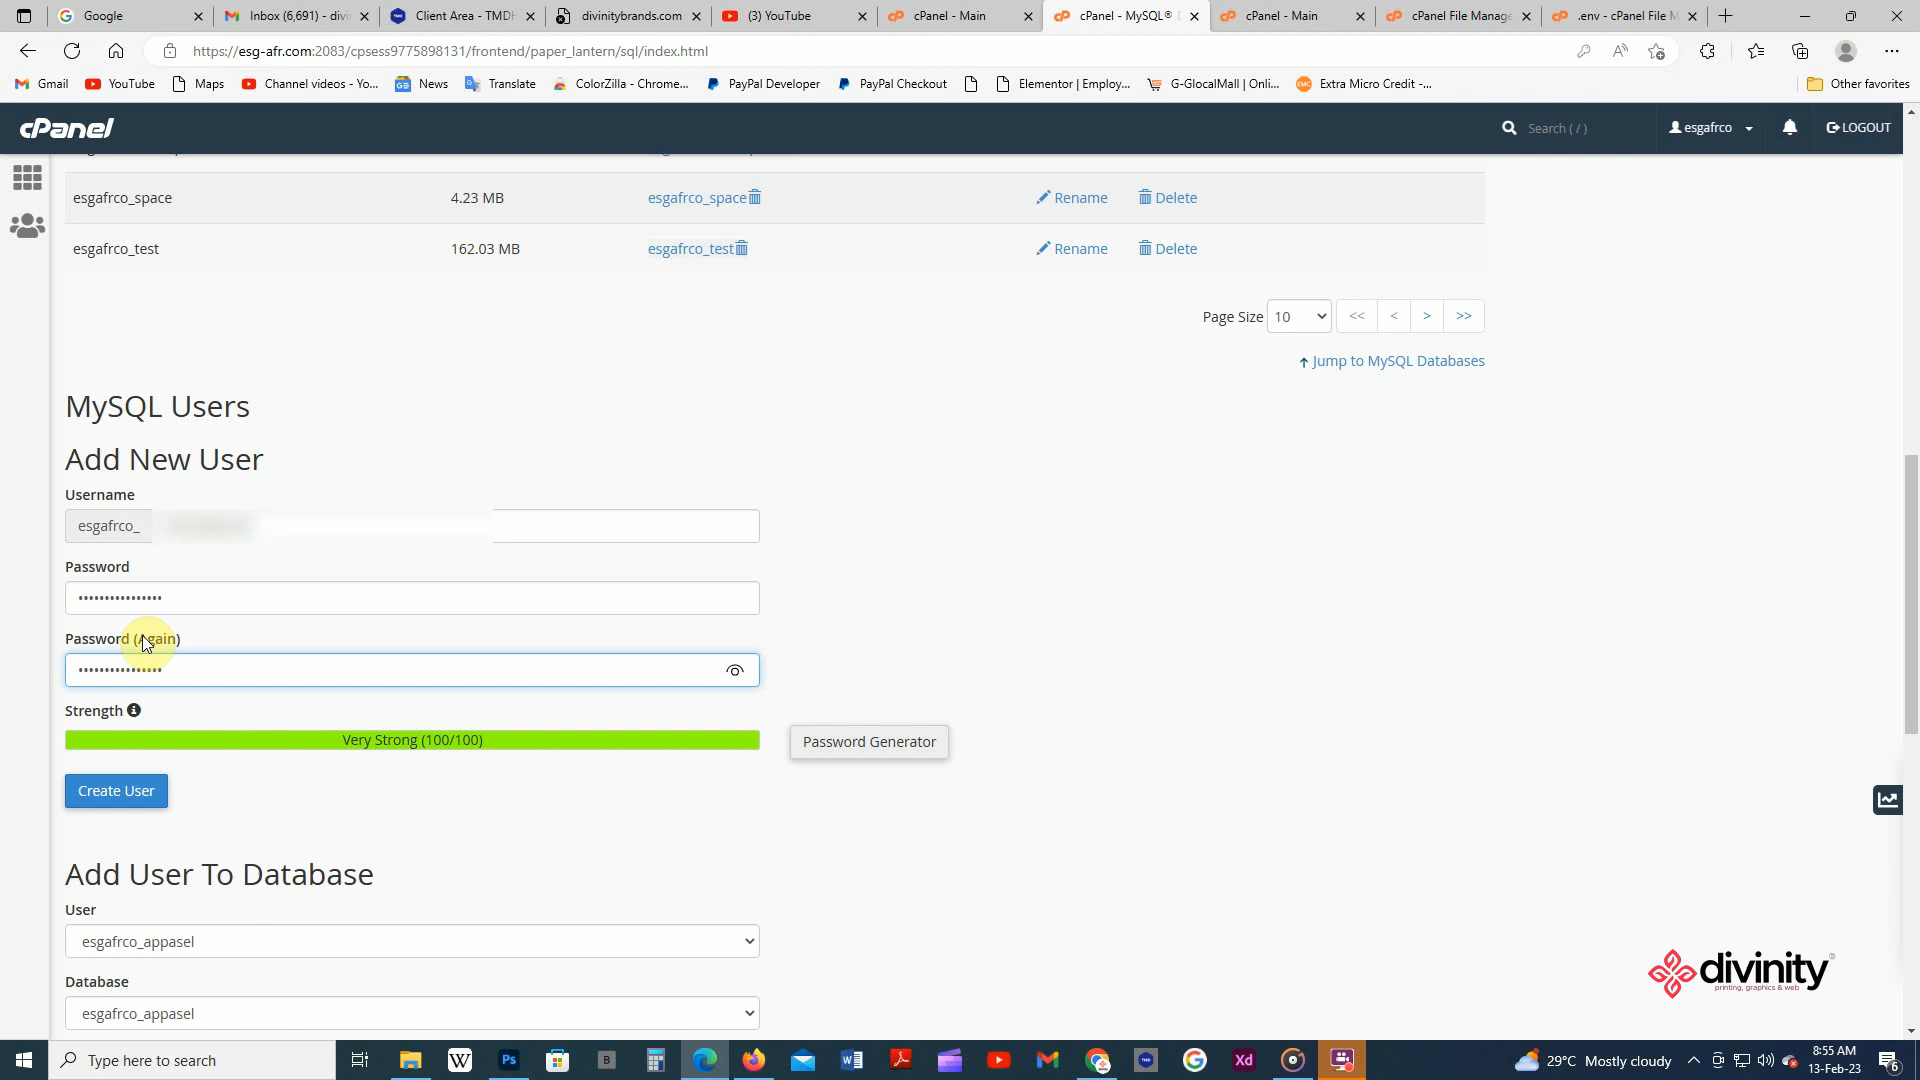 Google
Inbox (6,691) - divi
Client Area - TMDH
divinitybrands.com
(3) YouTube
cPanel - Main
cPanel - MySQL®
cPanel - Main
cPanel File Manage
.env - cPanel File M
https://esg-afr.com:2083/cpsess9775898131/frontend/paper_lantern/sql/index.html
Gmail
YouTube
Maps
Channel videos - Yo...
News
Translate
ColorZilla - Chrome...
PayPal Developer
PayPal Checkout
Elementor | Employ...
G-GlocalMall | Onli...
Extra Micro Credit -...
Other favorites
cPanel
Search ( / )
esgafrco
LOGOUT
esgafrco_space 4.23 MB esgafrco_space Rename Delete
esgafrco_test 162.03 MB esgafrco_test Rename Delete
Page Size 10 << < > >>
Jump to MySQL Databases
MySQL Users
Add New User
Username
esgafrco_
Password
••••••••••••••••
Password (Again)
••••••••••••••••
Strength
Very Strong (100/100)
Password Generator
Create User
Add User To Database
User
esgafrco_appasel
Database
esgafrco_appasel
divinity
printing, graphics & web
Type here to search
29°C Mostly cloudy
8:55 AM
13-Feb-23
6